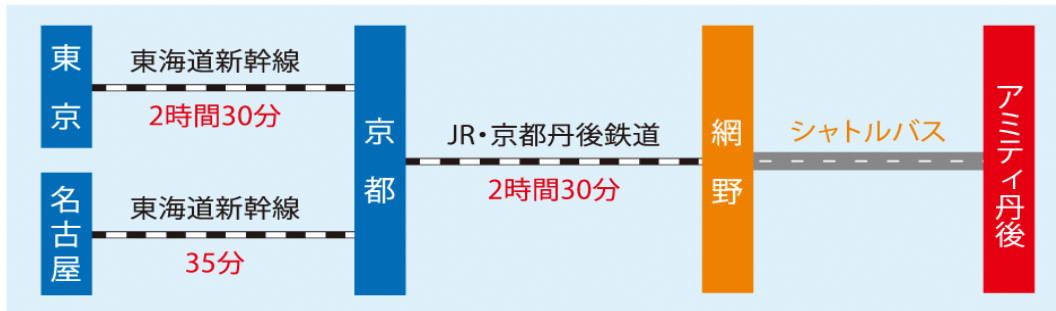 東京
東海道新幹線
2時間30分
名古屋
東海道新幹線
35分
京都
JR・京都丹後鉄道
2時間30分
網野
シャトルバス
アミティ丹後